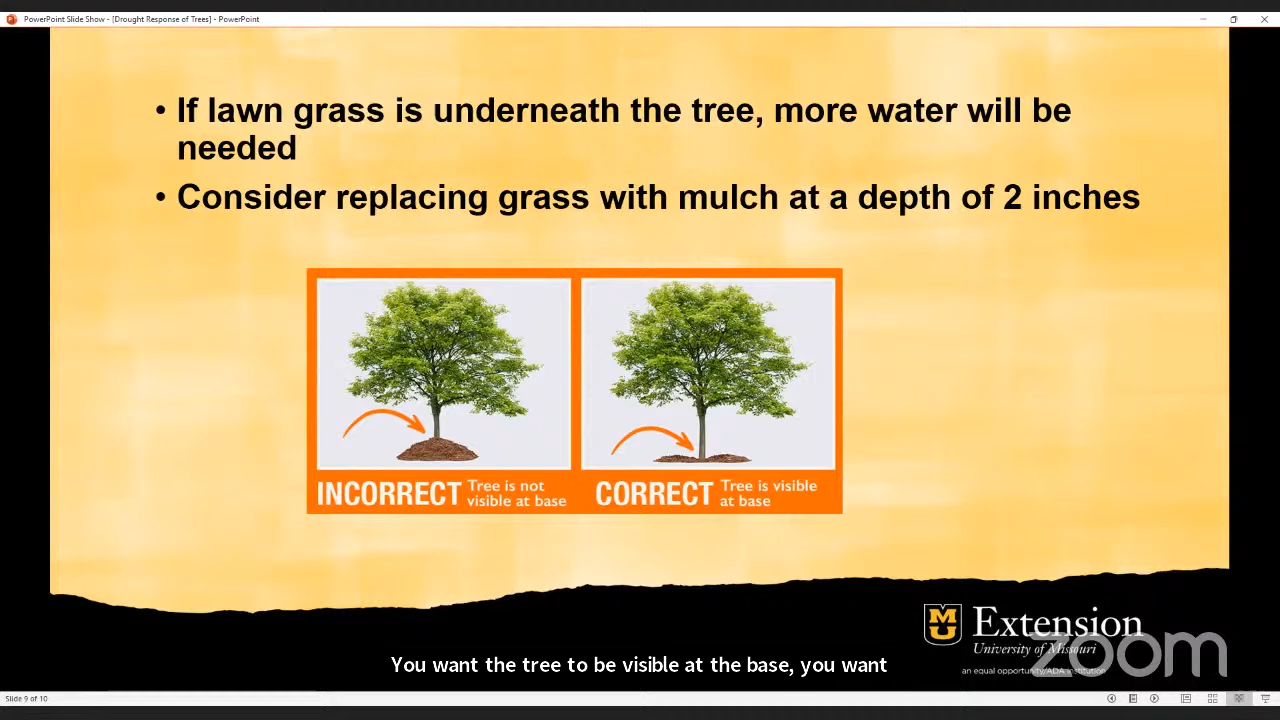 PowerPoint Slide Show - [Drought Response of Trees] - PowerPoint
• If lawn grass is underneath the tree, more water will be
needed
• Consider replacing grass with mulch at a depth of 2 inches
INCORRECT Tree is not
visible at base
CORRECT Tree is visible
at base
MU Extension
University of Missouri
an equal opportunity/ADA institution
zoom
You want the tree to be visible at the base, you want
Slide 9 of 10